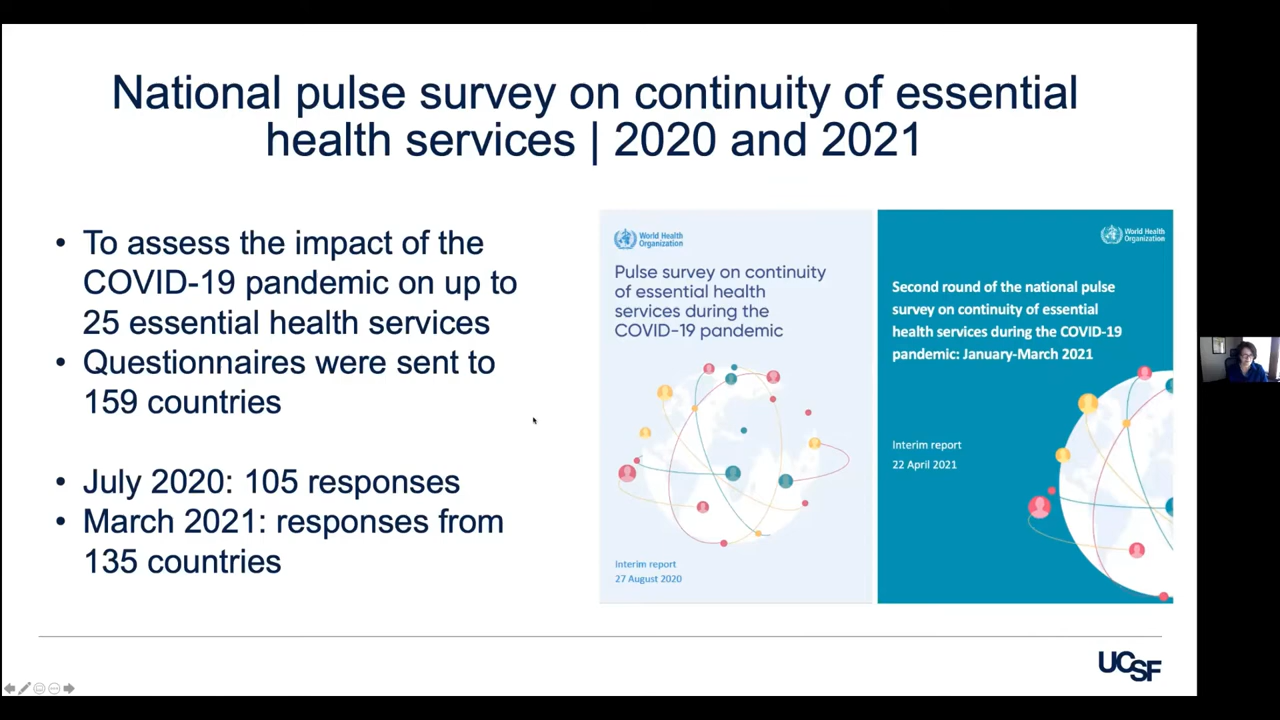 National pulse survey on continuity of essential
health services | 2020 and 2021
• To assess the impact of the
COVID-19 pandemic on up to
25 essential health services
• Questionnaires were sent to
159 countries
• July 2020: 105 responses
• March 2021: responses from
135 countries
World Health
Organization
Pulse survey on continuity
of essential health
services during the
COVID-19 pandemic
Interim report
27 August 2020
World Health
Organization
Second round of the national pulse
survey on continuity of essential
health services during the COVID-19
pandemic: January-March 2021
Interim report
22 April 2021
UCSF